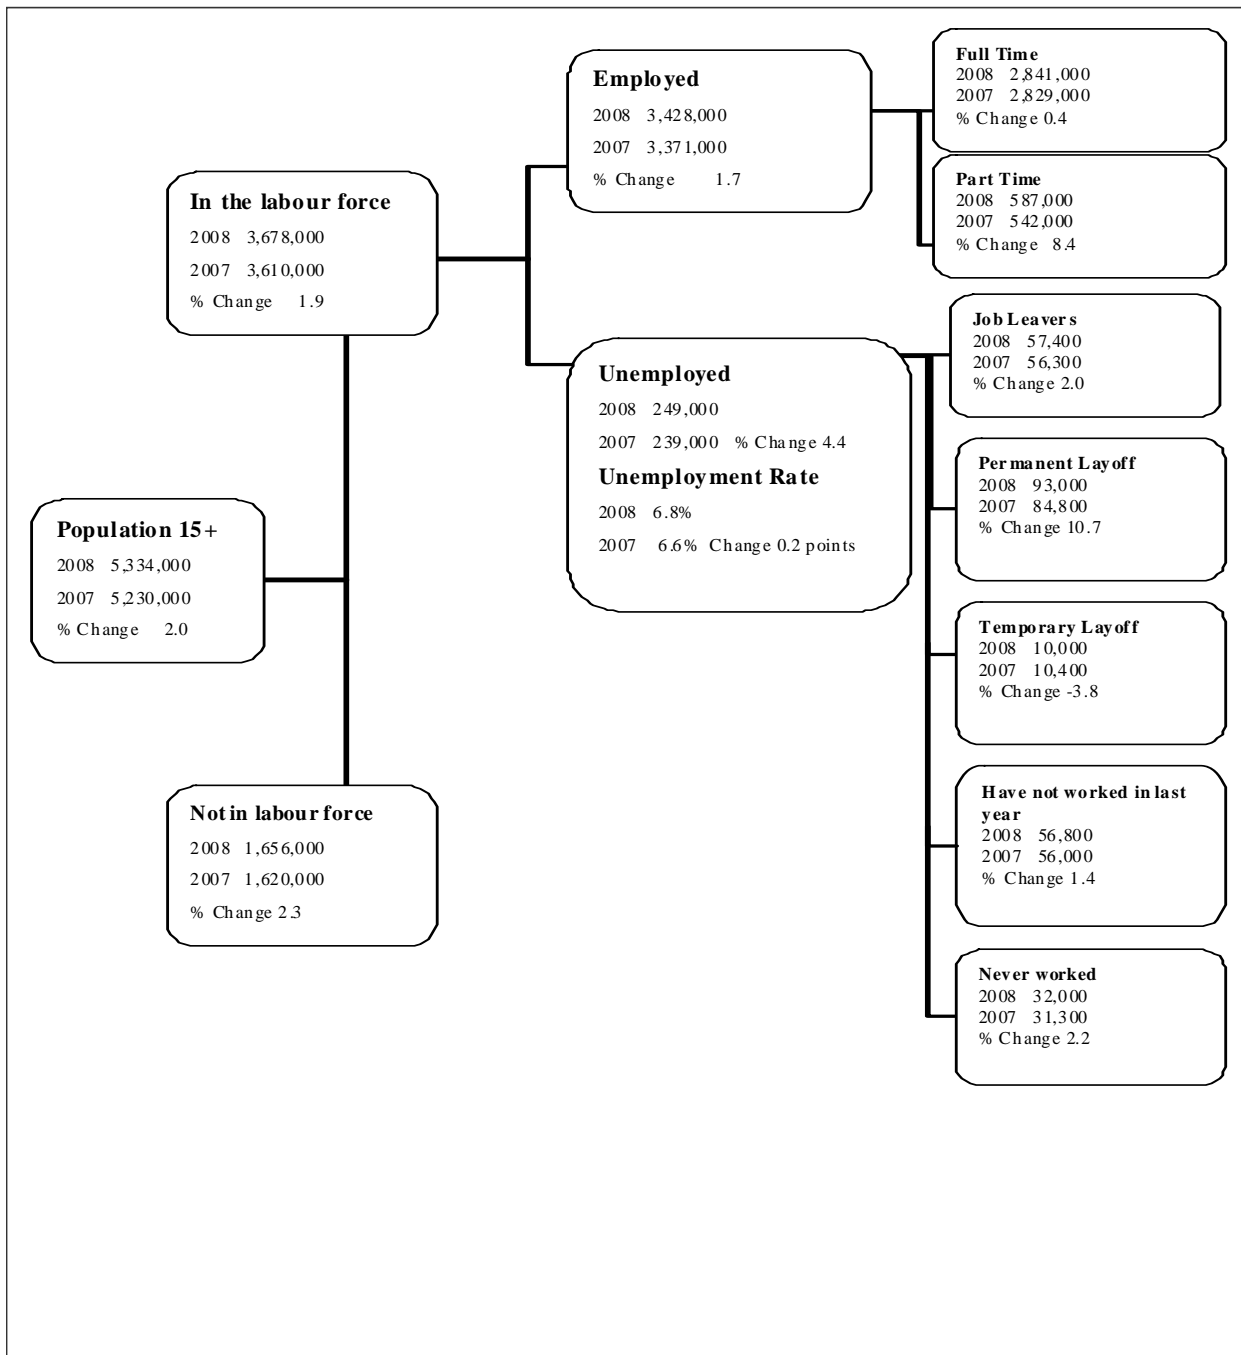 Population 15+
2008 5,334,000
2007 5,230,000
% Change 2.0
In the labour force
2008 3,678,000
2007 3,610,000
% Change 1.9
Not in labour force
2008 1,656,000
2007 1,620,000
% Change 2.3
Employed
2008 3,428,000
2007 3,371,000
% Change 1.7
Unemployed
2008 249,000
2007 239,000 % Change 4.4
Unemployment Rate
2008 6.8%
2007 6.6% Change 0.2 points
Full Time
2008 2,841,000
2007 2,829,000
% Change 0.4
Part Time
2008 587,000
2007 542,000
% Change 8.4
Job Leavers
2008 57,400
2007 56,300
% Change 2.0
Permanent Layoff
2008 93,000
2007 84,800
% Change 10.7
Temporary Layoff
2008 10,000
2007 10,400
% Change -3.8
Have not worked in last
year
2008 56,800
2007 56,000
% Change 1.4
Never worked
2008 32,000
2007 31,300
% Change 2.2